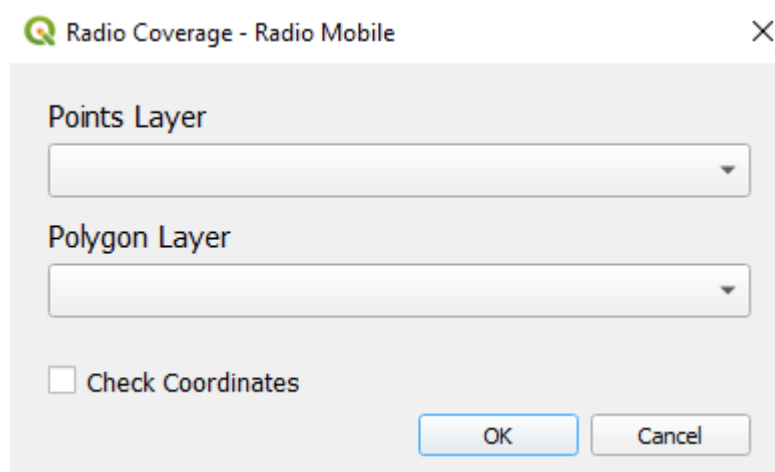 Radio Coverage - Radio Mobile
Points Layer
Polygon Layer
Check Coordinates
OK Cancel